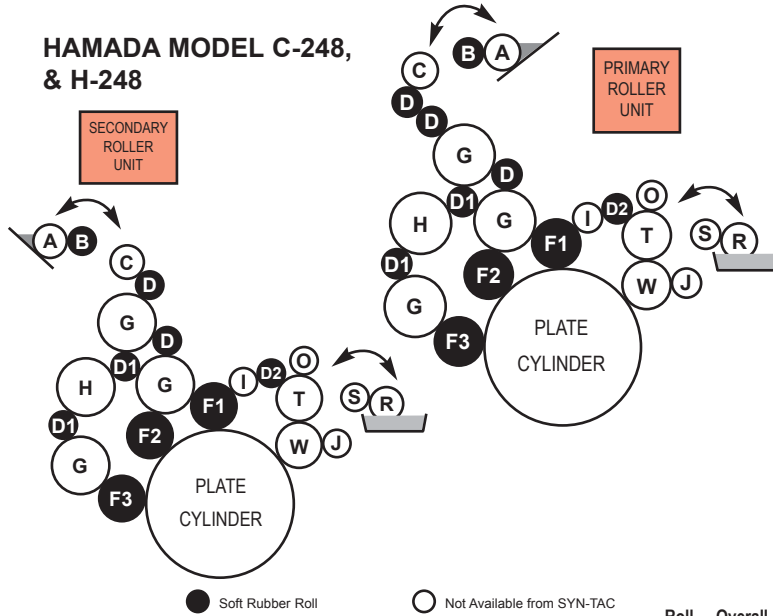 HAMADA MODEL C-248,
& H-248
PRIMARY
ROLLER
UNIT
B A
C
D
D
G
D
D1
O
H
G
I
D2
F1
T
S
R
D1
F2
W
J
G
F3
PLATE
CYLINDER
SECONDARY
ROLLER
UNIT
A B
C
D
G
D
D1
O
H
G
I
D2
F1
T
S
R
D1
F2
W
J
G
F3
PLATE
CYLINDER
Soft Rubber Roll
Not Available from SYN-TAC
Roll Overall